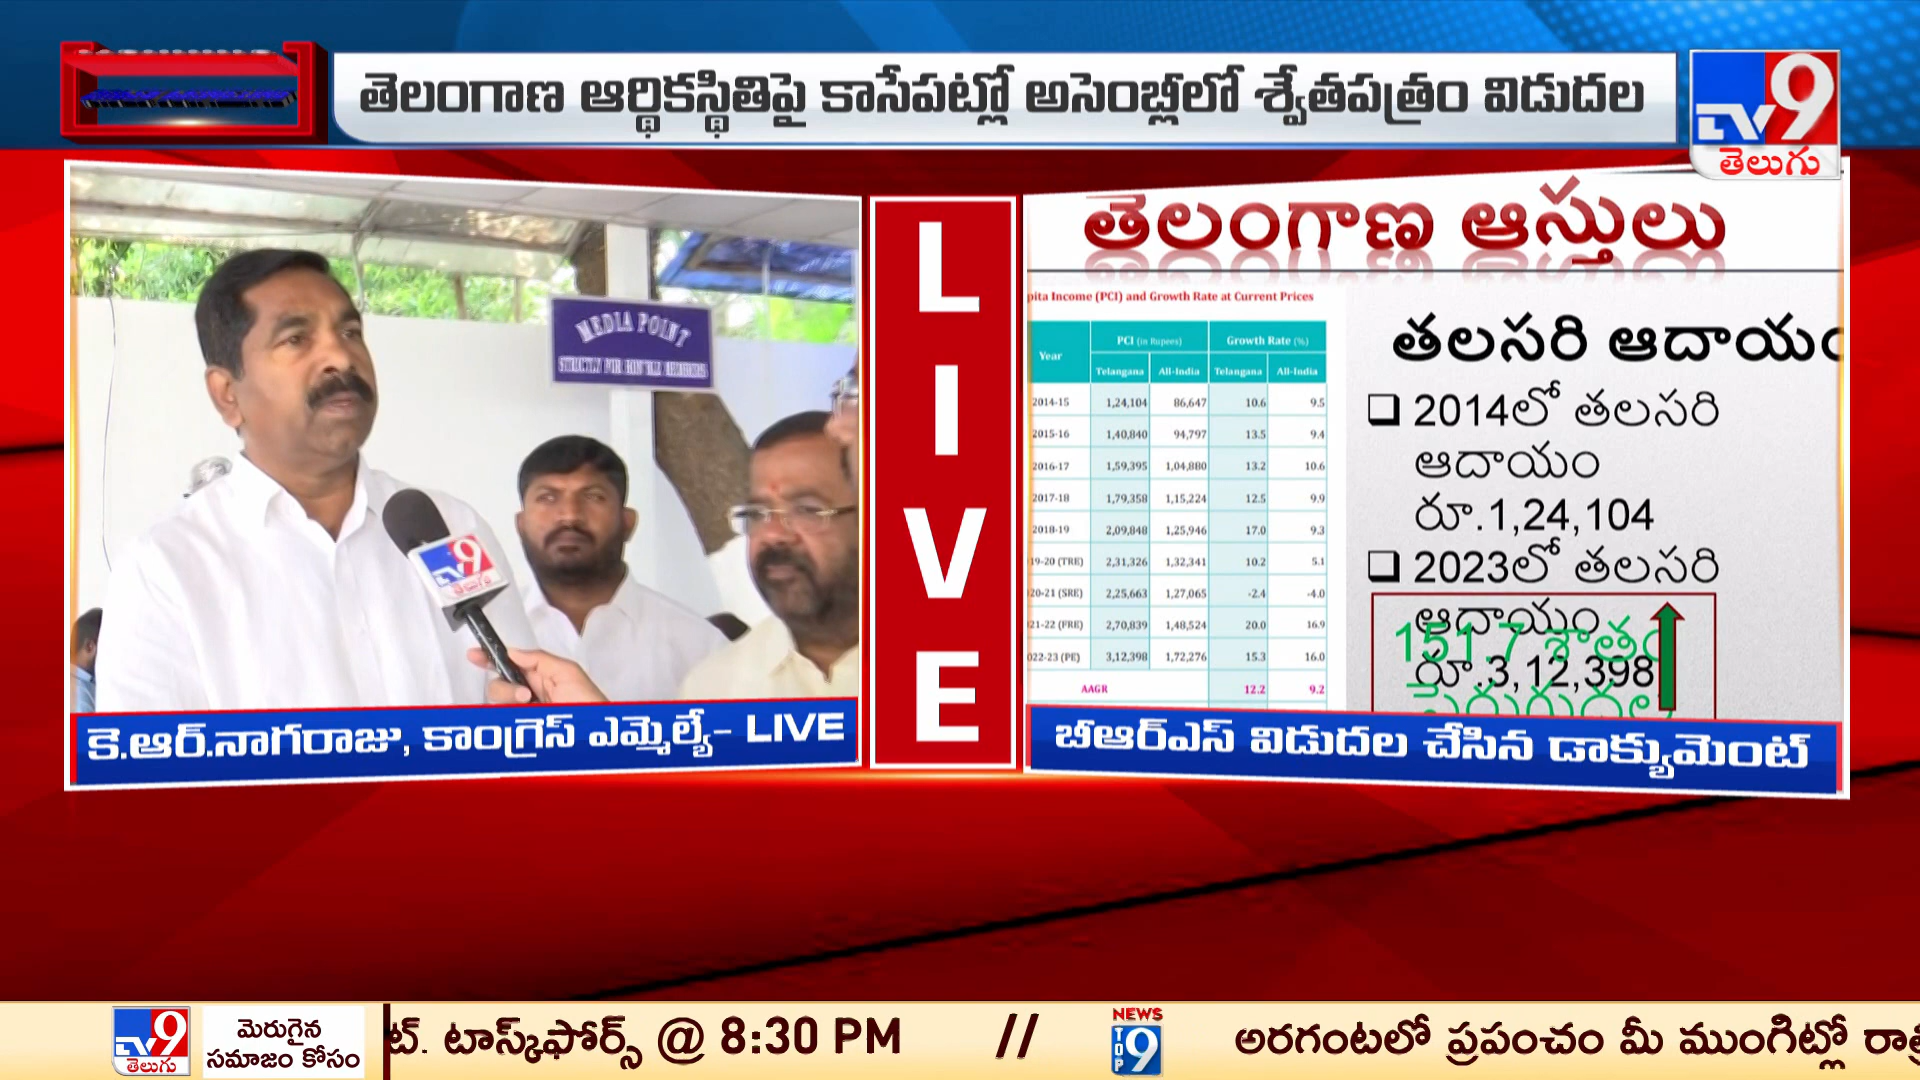 తెలంగాణ ఆర్థికస్థితిపై కాసేపట్లో అసెంబ్లీలో శ్వేతపత్రం విడుదల
TV9
తెలుగు
MEDIA POINT
TV9
కె.ఆర్.నాగరాజు, కాంగ్రెస్ ఎమ్మెల్యే- LIVE
LIVE
తెలంగాణ ఆస్తులు
pita Income (PCI) and Growth Rate at Current Prices
Year PCI (in Rupees) Growth Rate (%)
Telangana All-India Telangana All-India
2014-15 1,24,104 86,647 10.6 9.5
2015-16 1,40,840 94,797 13.5 9.4
2016-17 1,59,395 1,04,880 13.2 10.6
2017-18 1,79,358 1,15,224 12.5 9.9
2018-19 2,09,848 1,25,946 17.0 9.3
19-20 (TRE) 2,31,326 1,32,341 10.2 5.1
20-21 (SRE) 2,25,663 1,27,065 -2.4 -4.0
21-22 (FRE) 2,70,839 1,48,524 20.0 16.9
022-23 (PE) 3,12,398 1,72,276 15.3 16.0
AAGR 12.2 9.2
తలసరి ఆదాయం
2014లో తలసరి
ఆదాయం
రూ.1,24,104
2023లో తలసరి
ఆదాయం
రూ.3,12,398
151.7 శాతం
బీఆర్ఎస్ విడుదల చేసిన డాక్యుమెంట్
TV9
తెలుగు
మెరుగైన
సమాజం కోసం
ట్. టాస్క్‌ఫోర్స్ @ 8:30 PM // NEWS TOP 9 అరగంటలో ప్రపంచం మీ ముంగిట్లో